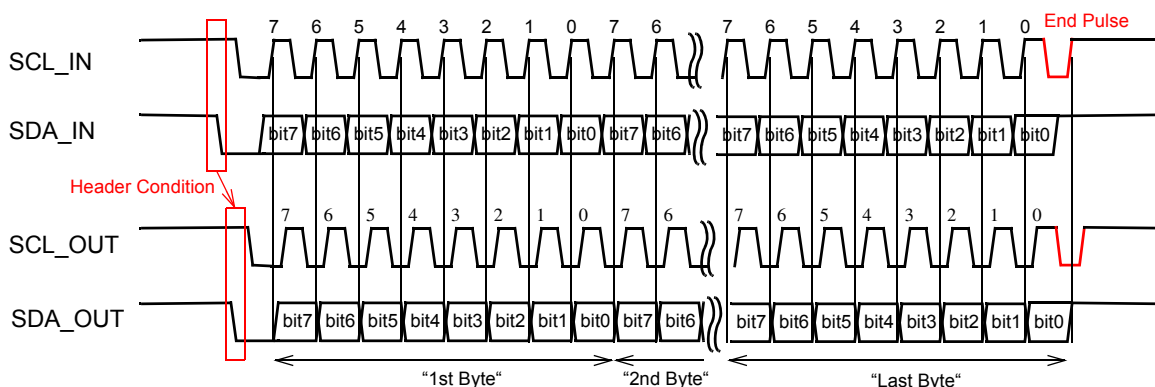 7 6 5 4 3 2 1 0 7 6 7 6 5 4 3 2 1 0 End Pulse
SCL_IN
SDA_IN bit7 bit6 bit5 bit4 bit3 bit2 bit1 bit0 bit7 bit6 bit7 bit6 bit5 bit4 bit3 bit2 bit1 bit0
Header Condition
7 6 5 4 3 2 1 0 7 6 7 6 5 4 3 2 1 0
SCL_OUT
SDA_OUT bit7 bit6 bit5 bit4 bit3 bit2 bit1 bit0 bit7 bit6 bit7 bit6 bit5 bit4 bit3 bit2 bit1 bit0
“1st Byte“ “2nd Byte“ “Last Byte“